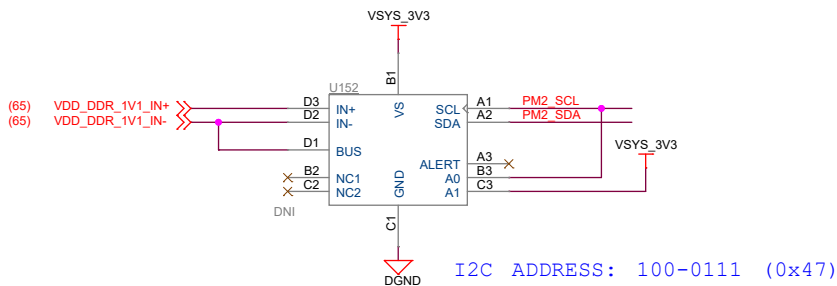 VSYS_3V3
U152
B1
VS
(65) VDD_DDR_1V1_IN+ D3 IN+ SCL A1 PM2_SCL
(65) VDD_DDR_1V1_IN- D2 IN- SDA A2 PM2_SDA
VSYS_3V3
D1 BUS
ALERT A3
B2 NC1 A0 B3
C2 NC2 A1 C3
GND
DNI
C1
DGND
I2C ADDRESS: 100-0111 (0x47)